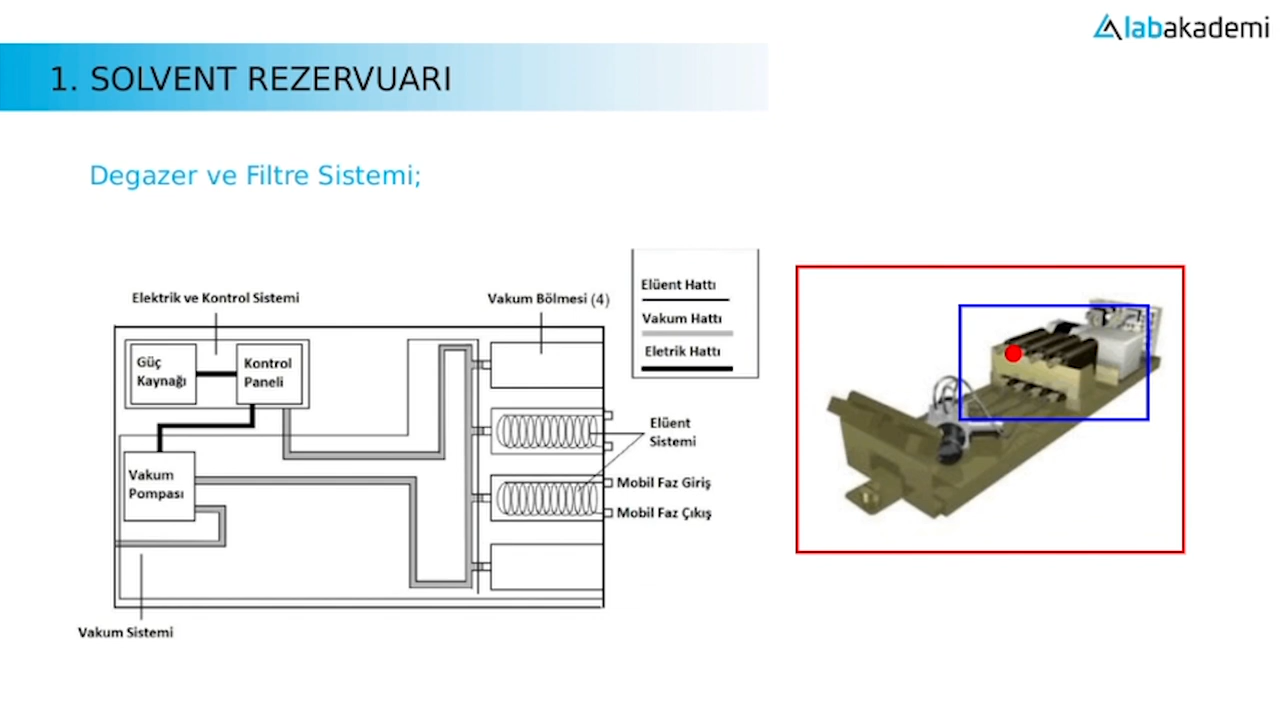 labakademi
1. SOLVENT REZERVUARI
Degazer ve Filtre Sistemi;
Elektrik ve Kontrol Sistemi
Vakum Bölmesi (4)
Elüent Hattı
Vakum Hattı
Eletrik Hattı
Güç
Kaynağı
Kontrol
Paneli
Elüent
Sistemi
Vakum
Pompası
Mobil Faz Giriş
Mobil Faz Çıkış
Vakum Sistemi